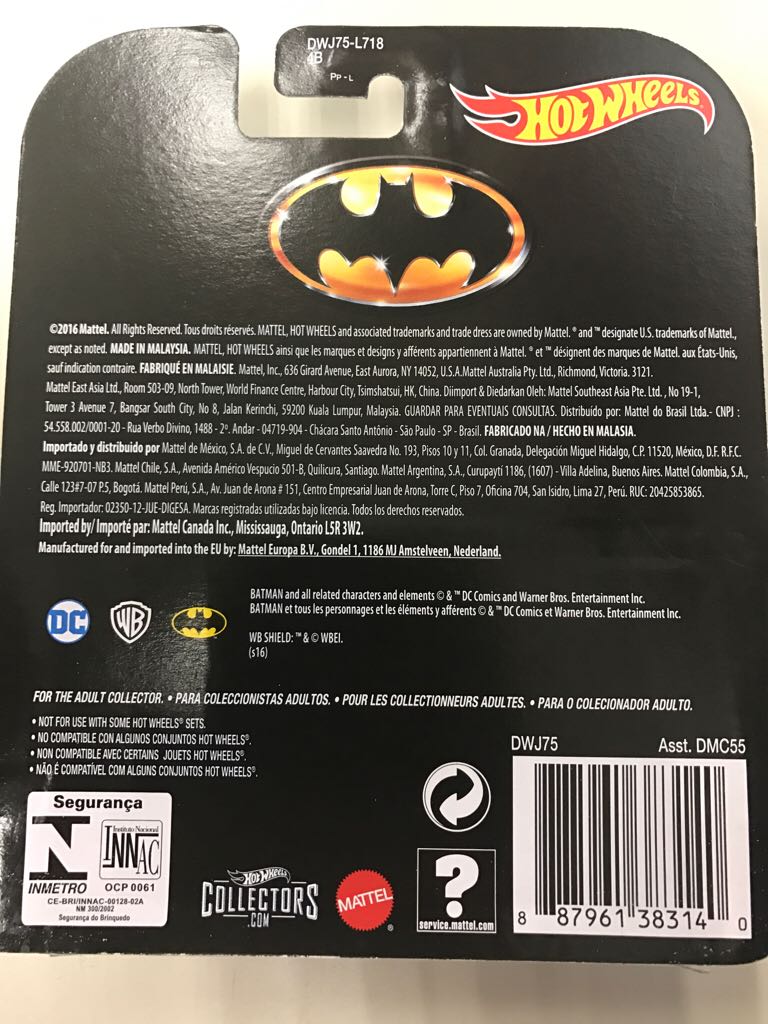 DWJ75-L718
4B
PP - L
HOT WHEELS
©2016 Mattel. All Rights Reserved. Tous droits réservés. MATTEL, HOT WHEELS and associated trademarks and trade dress are owned by Mattel. ® and ™ designate U.S. trademarks of Mattel.,
except as noted. MADE IN MALAYSIA. MATTEL, HOT WHEELS ainsi que les marques et designs y afférents appartiennent à Mattel. ® et ™ désignent des marques de Mattel. aux États-Unis,
sauf indication contraire. FABRIQUÉ EN MALAISIE. Mattel, Inc., 636 Girard Avenue, East Aurora, NY 14052, U.S.A.Mattel Australia Pty. Ltd., Richmond, Victoria. 3121.
Mattel East Asia Ltd., Room 503-09, North Tower, World Finance Centre, Harbour City, Tsimshatsui, HK, China. Diimport & Diedarkan Oleh: Mattel Southeast Asia Pte. Ltd. , No 19-1,
Tower 3 Avenue 7, Bangsar South City, No 8, Jalan Kerinchi, 59200 Kuala Lumpur, Malaysia. GUARDAR PARA EVENTUAIS CONSULTAS. Distribuído por: Mattel do Brasil Ltda.- CNPJ :
54.558.002/0001-20 - Rua Verbo Divino, 1488 - 2º. Andar - 04719-904 - Chácara Santo Antônio - São Paulo - SP - Brasil. FABRICADO NA / HECHO EN MALASIA.
Importado y distribuido por Mattel de México, S.A. de C.V., Miguel de Cervantes Saavedra No. 193, Pisos 10 y 11, Col. Granada, Delegación Miguel Hidalgo, C.P. 11520, México, D.F. R.F.C.
MME-920701-NB3. Mattel Chile, S.A., Avenida Américo Vespucio 501-B, Quilicura, Santiago. Mattel Argentina, S.A., Curupaytí 1186, (1607) - Villa Adelina, Buenos Aires. Mattel Colombia, S.A.,
Calle 123#7-07 P.5, Bogotá. Mattel Perú, S.A., Av. Juan de Arona # 151, Centro Empresarial Juan de Arona, Torre C, Piso 7, Oficina 704, San Isidro, Lima 27, Perú. RUC: 20425853865.
Reg. Importador: 02350-12-JUE-DIGESA. Marcas registradas utilizadas bajo licencia. Todos los derechos reservados.
Imported by/ Importé par: Mattel Canada Inc., Mississauga, Ontario L5R 3W2.
Manufactured for and imported into the EU by: Mattel Europa B.V., Gondel 1, 1186 MJ Amstelveen, Nederland.
DC
WB
BATMAN and all related characters and elements © & ™ DC Comics and Warner Bros. Entertainment Inc.
BATMAN et tous les personnages et les éléments y afférents © & ™ DC Comics et Warner Bros. Entertainment Inc.
WB SHIELD: ™ & © WBEI.
(s16)
FOR THE ADULT COLLECTOR. • PARA COLECCIONISTAS ADULTOS. • POUR LES COLLECTIONNEURS ADULTES. • PARA O COLECIONADOR ADULTO.
• NOT FOR USE WITH SOME HOT WHEELS® SETS.
• NO COMPATIBLE CON ALGUNOS CONJUNTOS HOT WHEELS®.
• NON COMPATIBLE AVEC CERTAINS JOUETS HOT WHEELS®.
• NÃO É COMPATÍVEL COM ALGUNS CONJUNTOS HOT WHEELS®.
DWJ75 Asst. DMC55
Segurança
Instituto Nacional
INNAC
INMETRO OCP 0061
CE-BRI/INNAC-00128-02A
NM 300/2002
Segurança do Brinquedo
HOT WHEELS
COLLECTORS
.COM
MATTEL
®
?
service.mattel.com
8 87961 38314 0